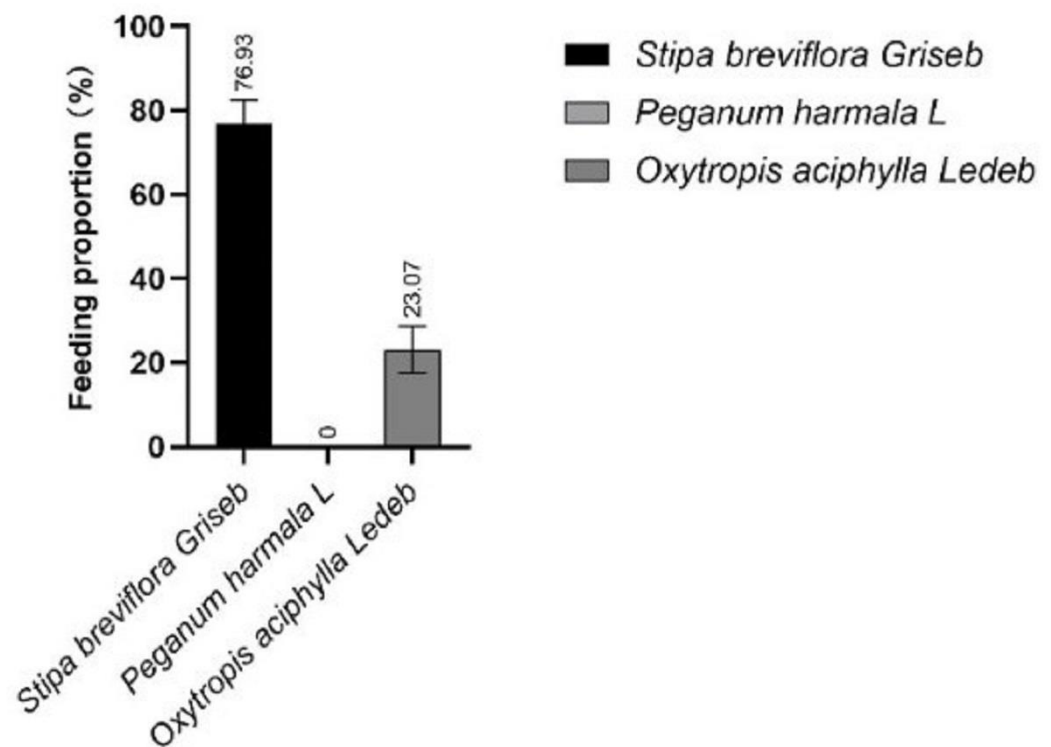 Feeding proportion (%)
100
80
60
40
20
0
76.93
0
23.07
Stipa breviflora Griseb
Peganum harmala L
Oxytropis aciphylla Ledeb
Stipa breviflora Griseb
Peganum harmala L
Oxytropis aciphylla Ledeb